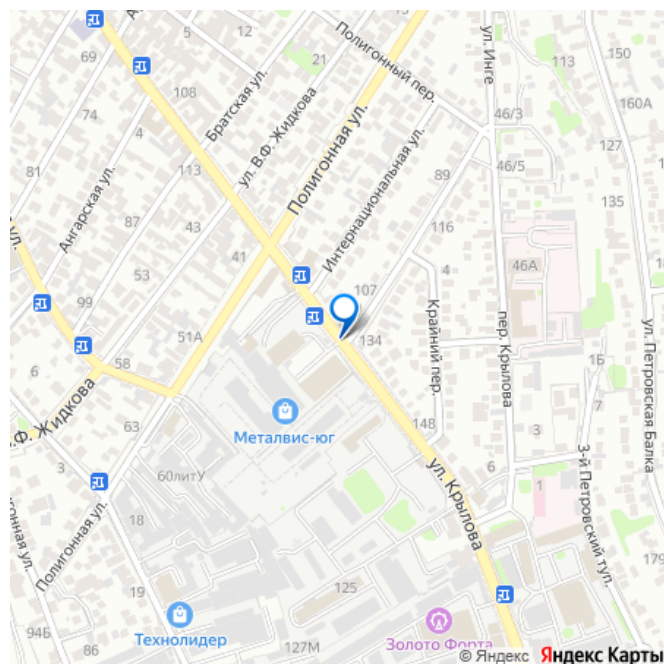 12
Полигонный пер.
ул. Инге
150
113
69
21
160А
108
74
Братская ул.
ул. В.Ф. Жидкова
Полигонная ул.
46/3
127
4
81
Ангарская ул.
113
Интернациональная ул.
89
46/5
135
87
43
116
41
53
4
46А
99
107
51А
Крайний пер.
пер. Крылова
134
ул. Петровская Балка
6
58
15
7
.Ф. Жидкова
Металвис-юг
63
148
3
3
60литУ
ул. Крылова
6
3-й Петровский туп.
1
Полигонная ул.
18
179
19
125
94Б
86
Технолидер
127М
Золото Форта
© Яндекс Яндекс Карты